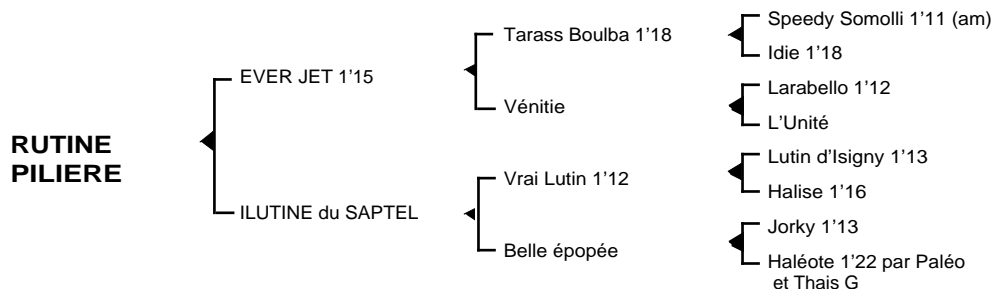 Speedy Somolli 1’11 (am)
Tarass Boulba 1’18
Idie 1’18
EVER JET 1’15
Larabello 1’12
Vénitie
L’Unité
RUTINE
PILIERE
Lutin d’Isigny 1’13
Vrai Lutin 1’12
Halise 1’16
ILUTINE du SAPTEL
Jorky 1’13
Belle épopée
Haléote 1’22 par Paléo
et Thais G